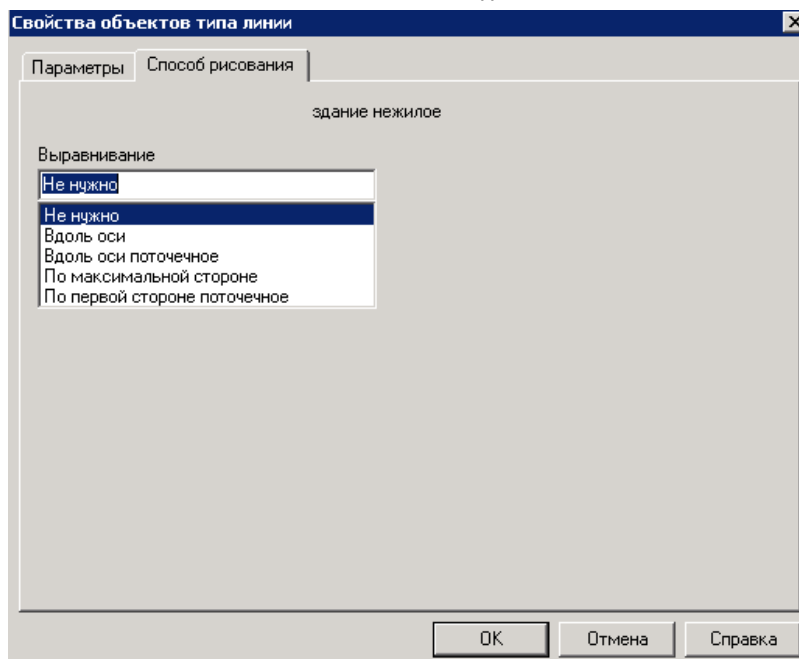 Свойства объектов типа линии
Параметры Способ рисования
здание нежилое
Выравнивание
Не нужно
Не нужно
Вдоль оси
Вдоль оси поточечное
По максимальной стороне
По первой стороне поточечное
OK Отмена Справка